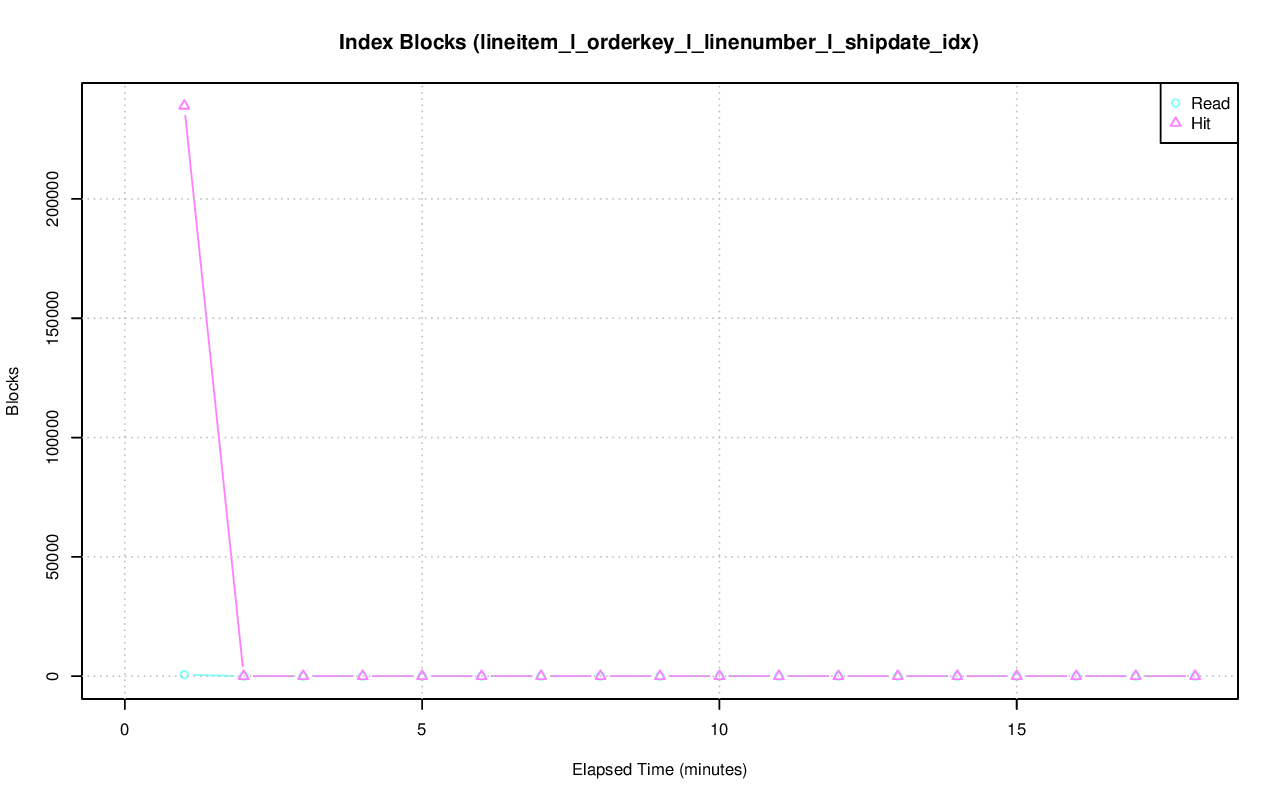 Index Blocks (lineitem_l_orderkey_l_linenumber_l_shipdate_idx)
Read
Hit
Blocks
200000
150000
100000
50000
0
0 5 10 15
Elapsed Time (minutes)